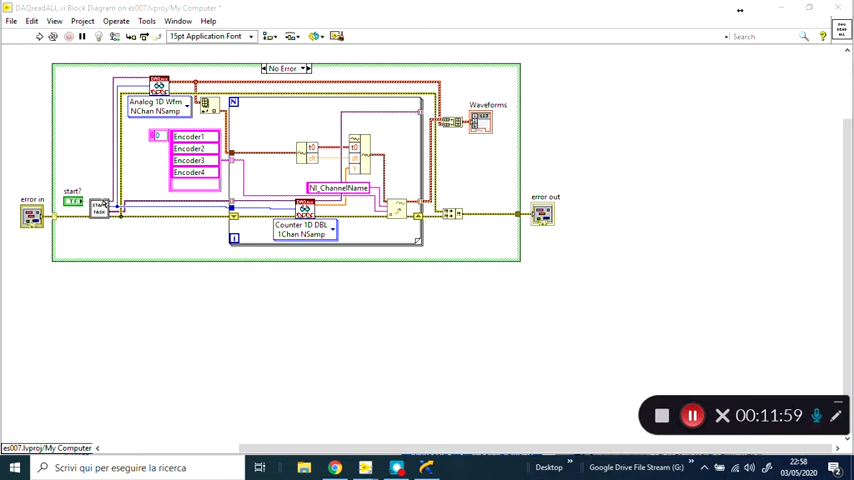 DAQreadALL.vi Block Diagram on es007.lvproj/My Computer *
File Edit View Project Operate Tools Window Help
15pt Application Font
Search
No Error
Analog 1D Wfm
NChan NSamp
Waveforms
0
Encoder1
Encoder2
Encoder3
Encoder4
N
t0
dt
t0
dt
Y
NI_ChannelName
start?
TF
error in
START
TASK
Counter 1D DBL
1Chan NSamp
i
error out
00:11:59
es007.lvproj/My Computer
Scrivi qui per eseguire la ricerca
Desktop
Google Drive File Stream (G:)
22:58
03/05/2020
2